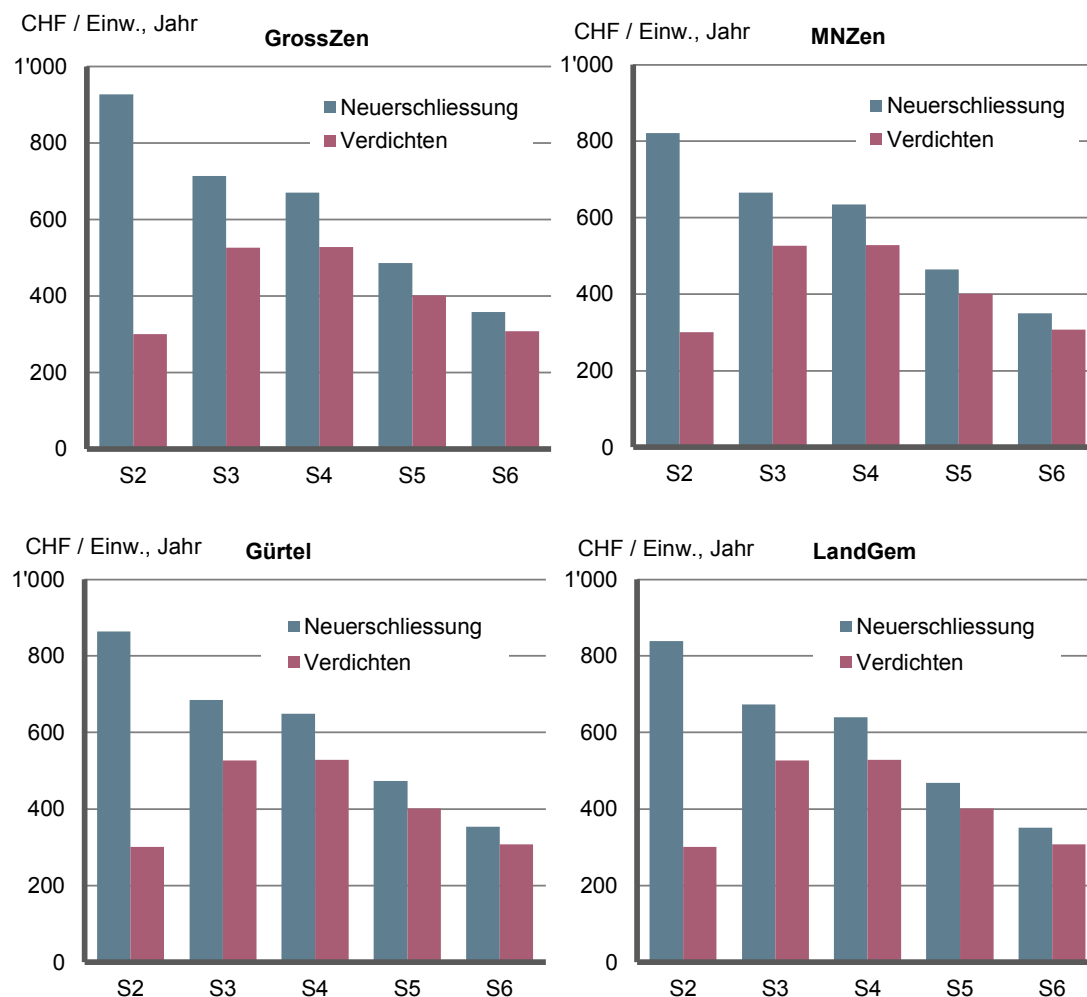 CHF / Einw., Jahr
GrossZen
1'000
800
600
400
200
0
Neuerschliessung
Verdichten
S2 S3 S4 S5 S6
CHF / Einw., Jahr
MNZen
1'000
800
600
400
200
0
Neuerschliessung
Verdichten
S2 S3 S4 S5 S6
CHF / Einw., Jahr
Gürtel
1'000
800
600
400
200
0
Neuerschliessung
Verdichten
S2 S3 S4 S5 S6
CHF / Einw., Jahr
LandGem
1'000
800
600
400
200
0
Neuerschliessung
Verdichten
S2 S3 S4 S5 S6